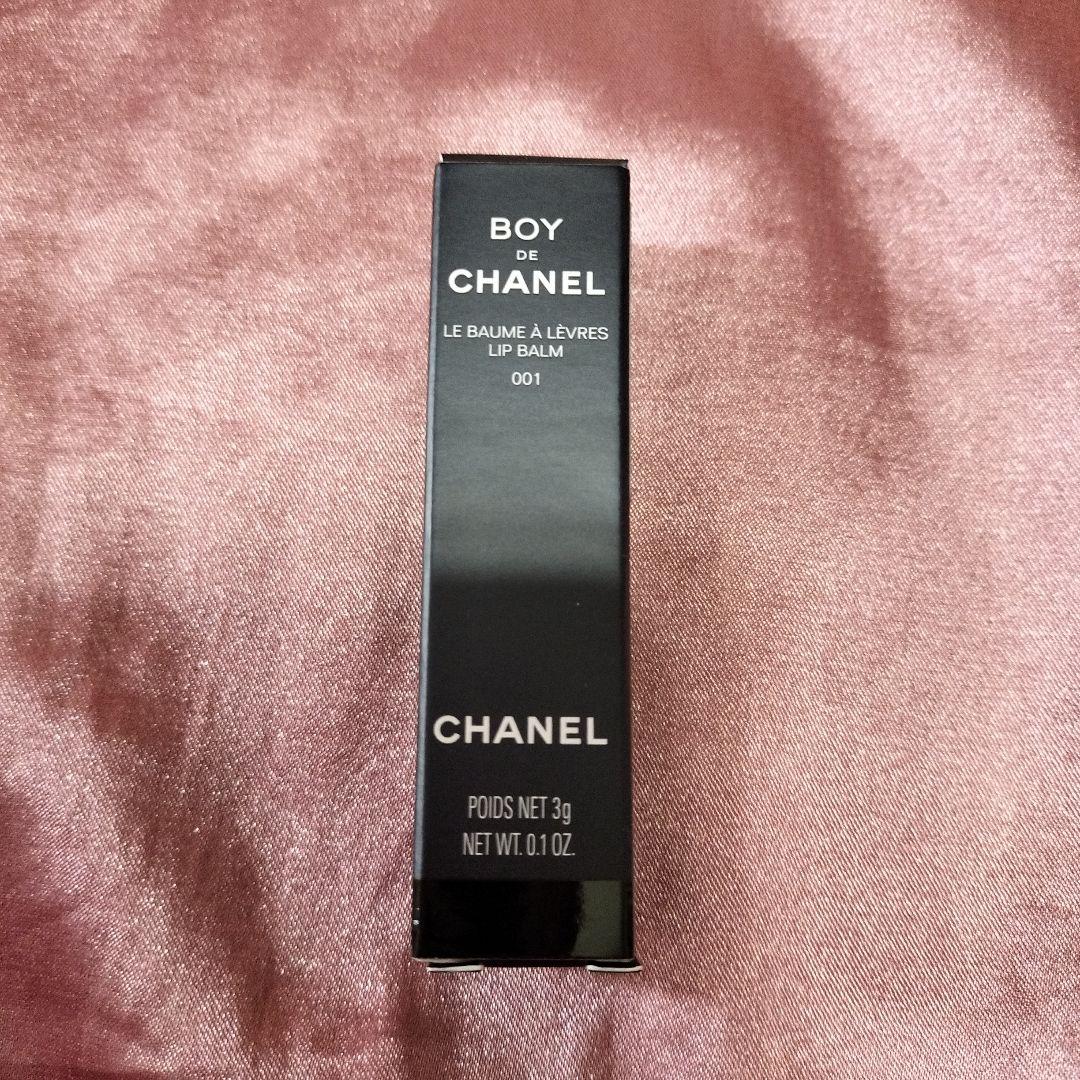 BOY
DE
CHANEL
LE BAUME À LÈVRES
LIP BALM
001
CHANEL
POIDS NET 3g
NET WT. 0.1 OZ.